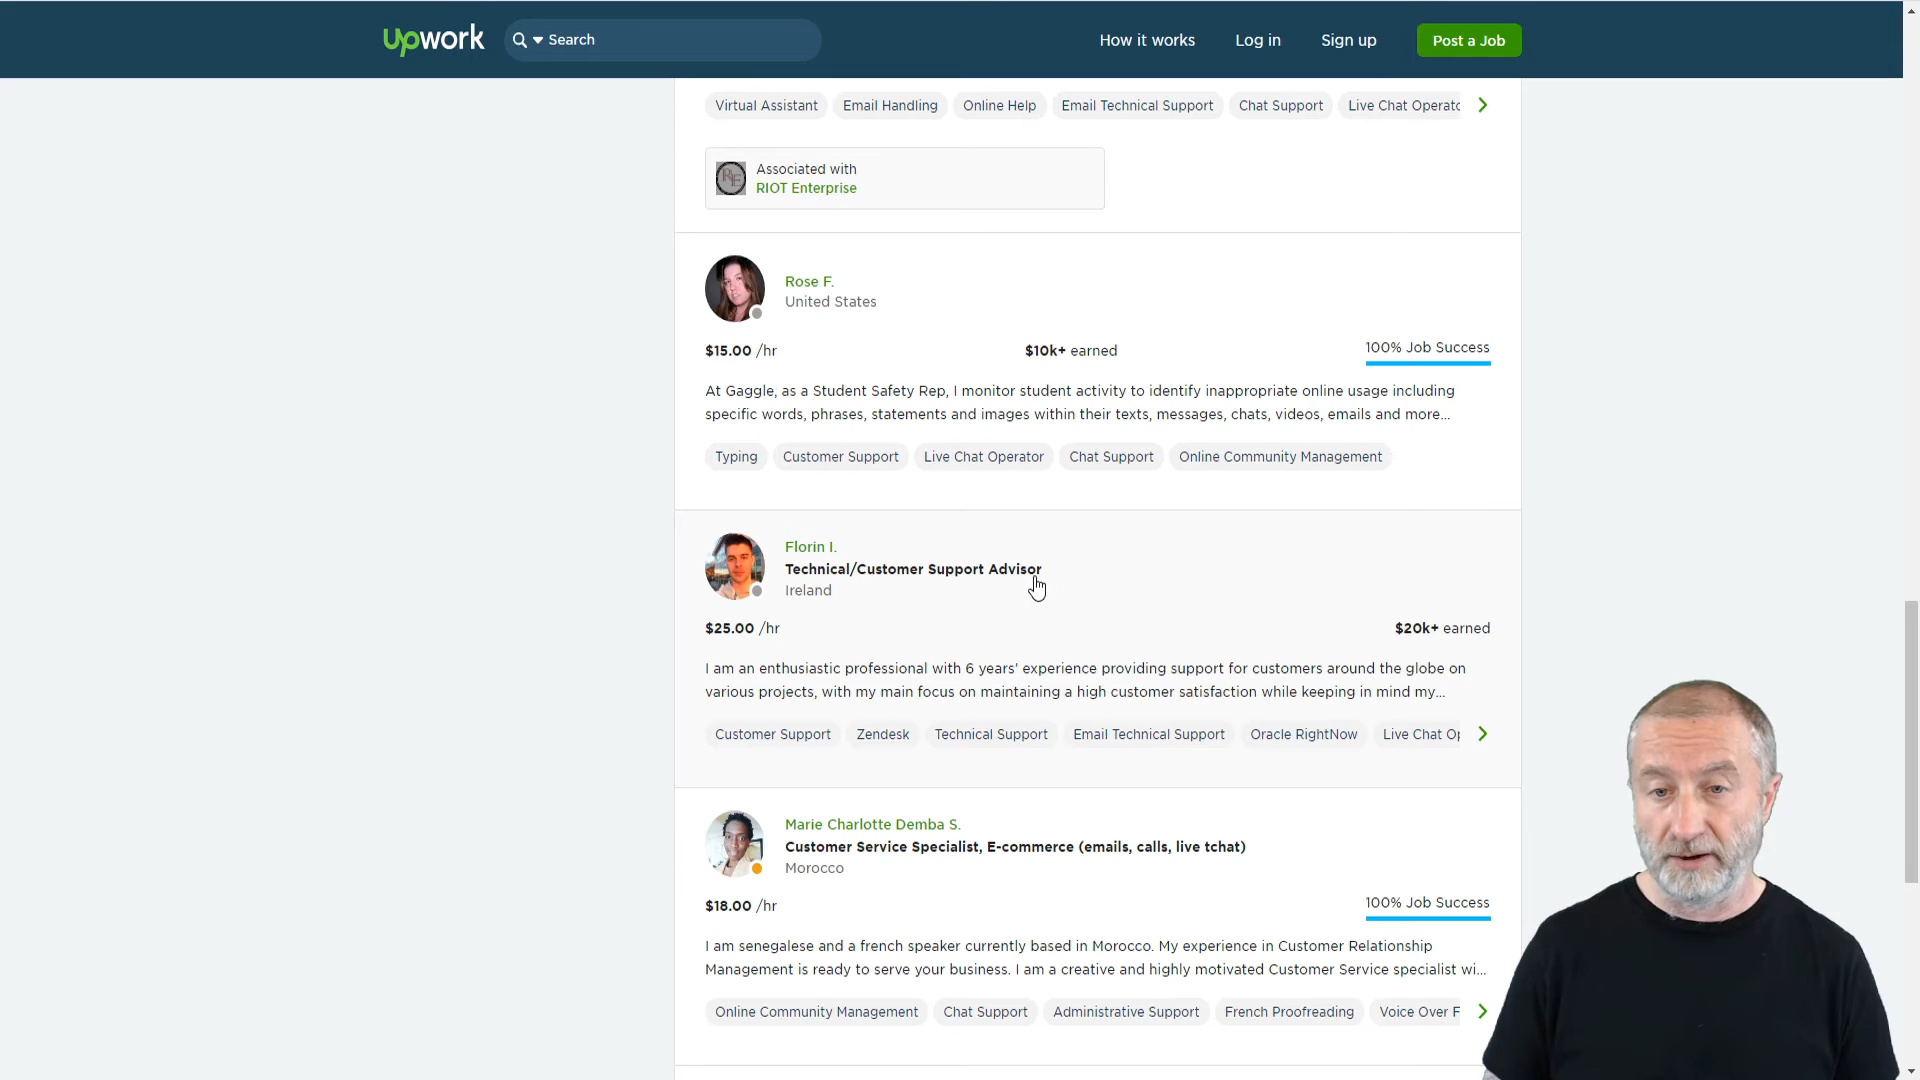 Upwork Search How it works Log in Sign up Post a Job
Virtual Assistant Email Handling Online Help Email Technical Support Chat Support Live Chat Operato
Associated with
RIOT Enterprise
Rose F.
United States
$15.00 /hr $10k+ earned 100% Job Success
At Gaggle, as a Student Safety Rep, I monitor student activity to identify inappropriate online usage including
specific words, phrases, statements and images within their texts, messages, chats, videos, emails and more...
Typing Customer Support Live Chat Operator Chat Support Online Community Management
Florin I.
Technical/Customer Support Advisor
Ireland
$25.00 /hr $20k+ earned
I am an enthusiastic professional with 6 years' experience providing support for customers around the globe on
various projects, with my main focus on maintaining a high customer satisfaction while keeping in mind my...
Customer Support Zendesk Technical Support Email Technical Support Oracle RightNow Live Chat Op
Marie Charlotte Demba S.
Customer Service Specialist, E-commerce (emails, calls, live tchat)
Morocco
$18.00 /hr 100% Job Success
I am senegalese and a french speaker currently based in Morocco. My experience in Customer Relationship
Management is ready to serve your business. I am a creative and highly motivated Customer Service specialist wi...
Online Community Management Chat Support Administrative Support French Proofreading Voice Over F